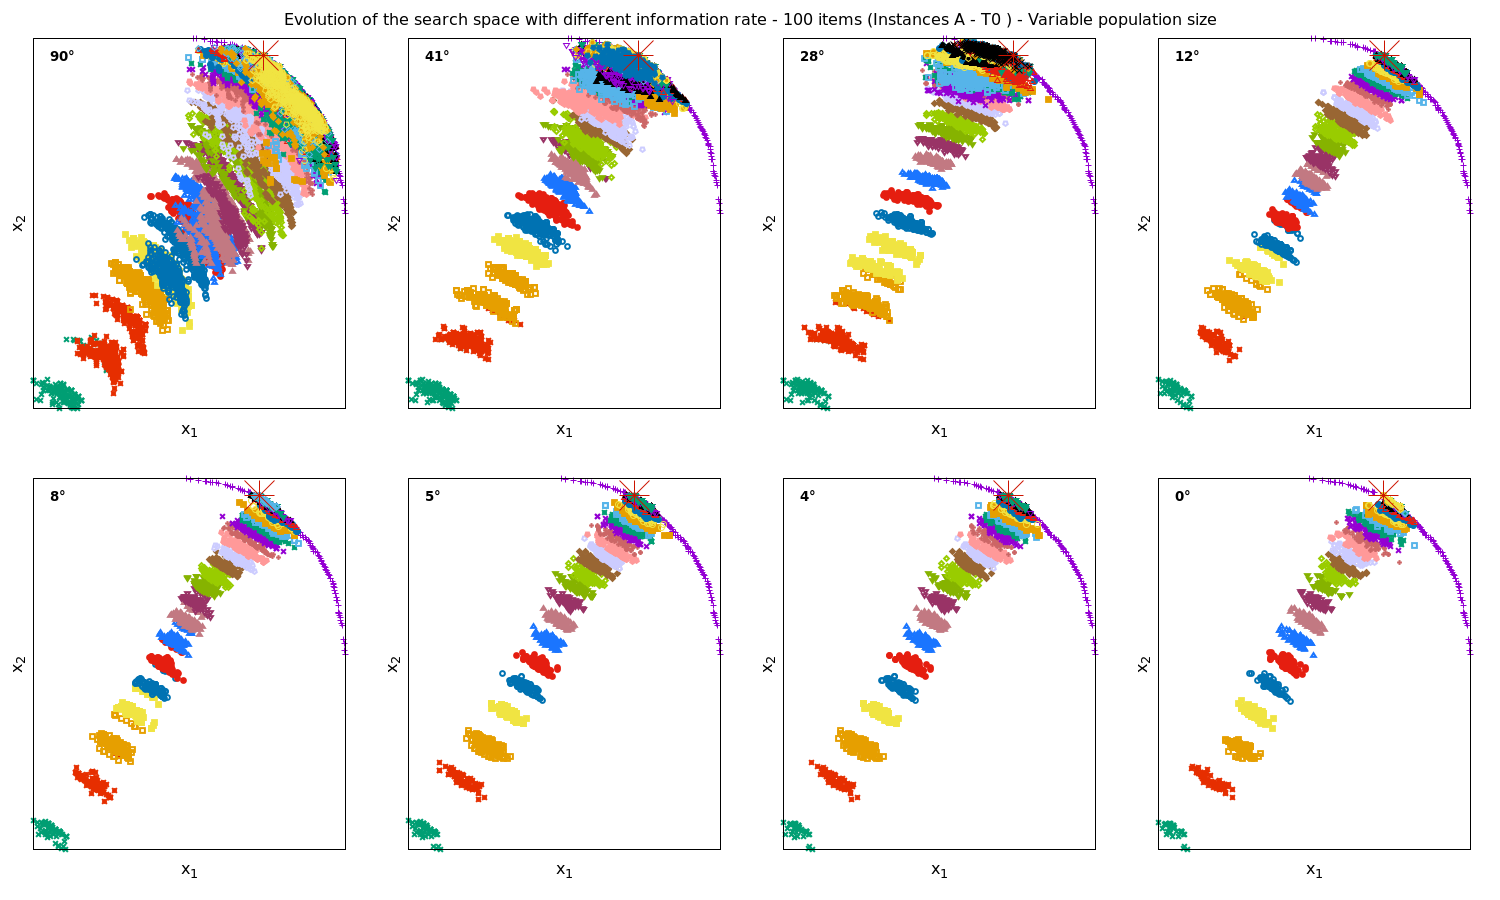 Evolution of the search space with different information rate - 100 items (Instances A - T0 ) - Variable population size
90° 41° 28° 12°
x₂ x₂ x₂ x₂
x₁ x₁ x₁ x₁
8° 5° 4° 0°
x₂ x₂ x₂ x₂
x₁ x₁ x₁ x₁